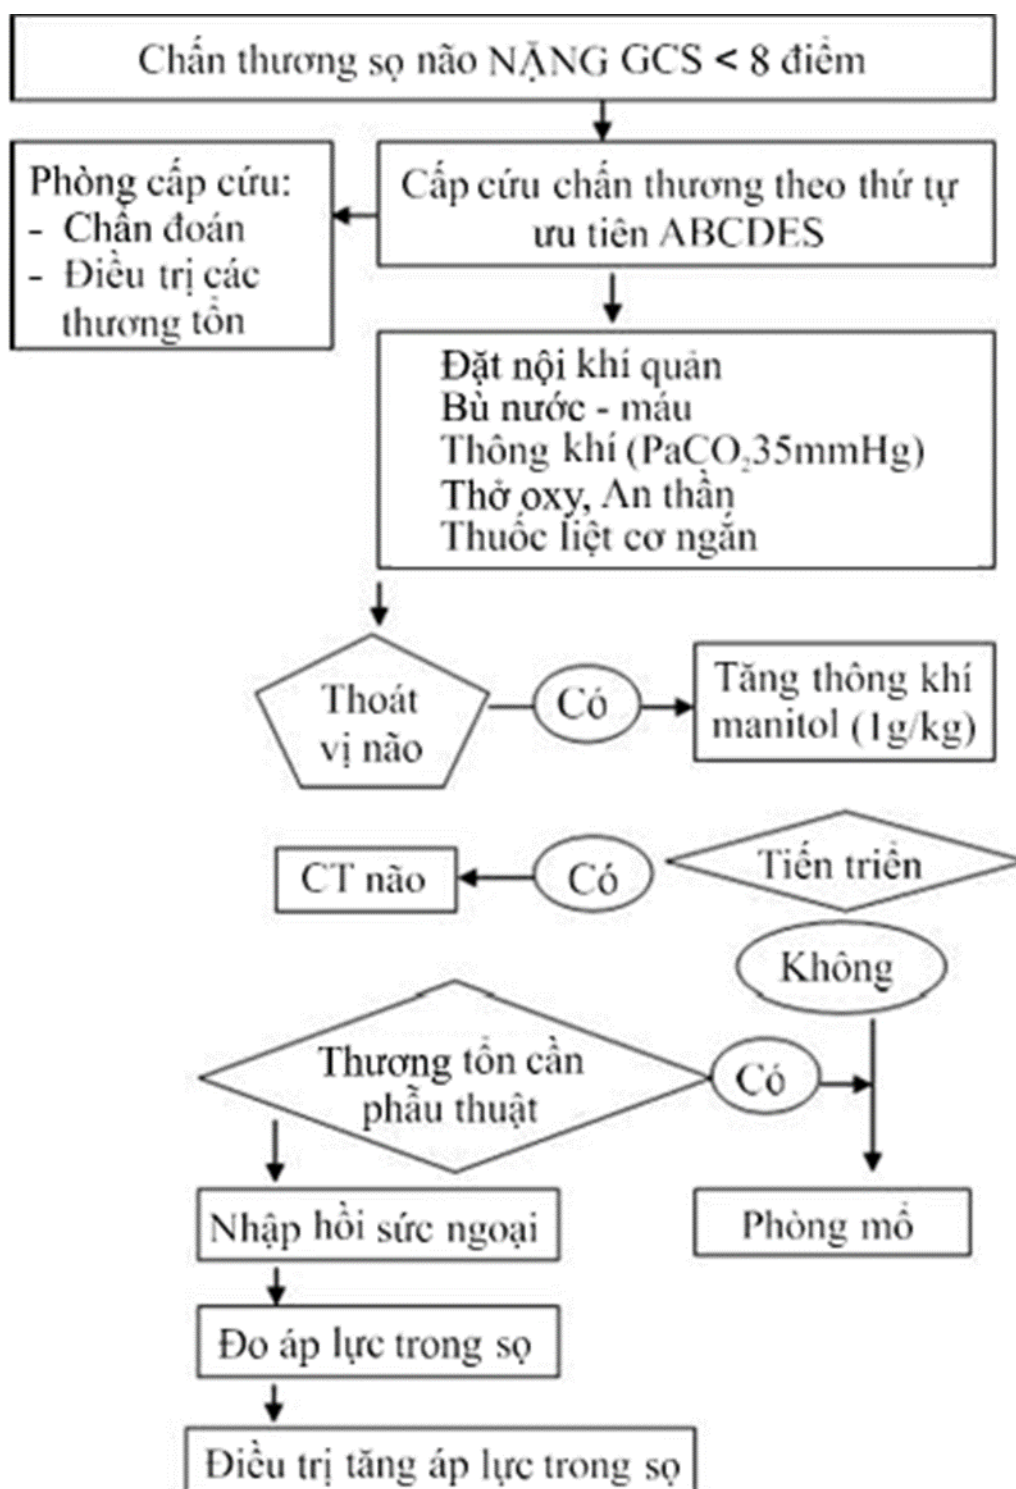 Chấn thương sọ não NẶNG GCS < 8 điểm
Phòng cấp cứu:
- Chẩn đoán
- Điều trị các
thương tổn
Cấp cứu chấn thương theo thứ tự
ưu tiên ABCDES
Đặt nội khí quản
Bù nước - máu
Thông khí (PaCO₂35mmHg)
Thở oxy, An thần
Thuốc liệt cơ ngắn
Thoát
vị não
Có
Tăng thông khí
manitol (1g/kg)
CT não
Có
Tiến triển
Không
Thương tổn cần
phẫu thuật
Có
Nhập hồi sức ngoại
Phòng mổ
Đo áp lực trong sọ
Điều trị tăng áp lực trong sọ